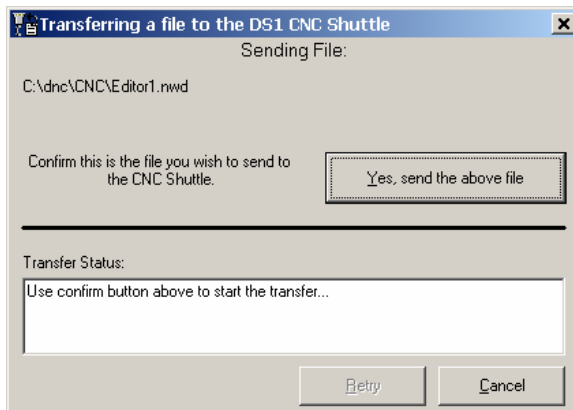 Transferring a file to the DS1 CNC Shuttle
Sending File:
C:\dnc\CNC\Editor1.nwd
Confirm this is the file you wish to send to
the CNC Shuttle.
Yes, send the above file
Transfer Status:
Use confirm button above to start the transfer...
Retry
Cancel